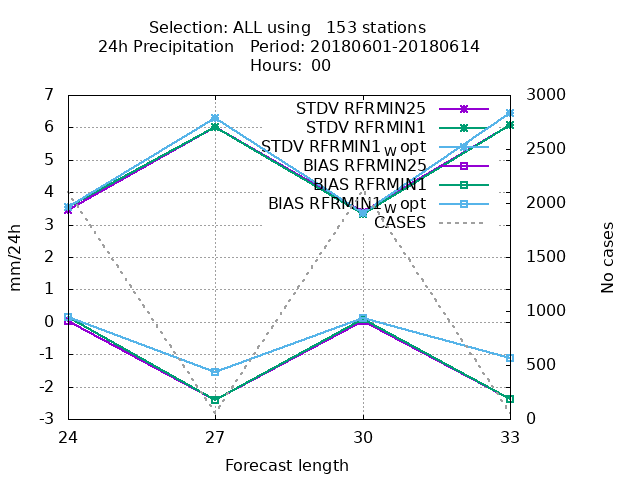 Selection: ALL using   153 stations
24h Precipitation   Period: 20180601-20180614
Hours:  00
7 3000
STDV RFRMIN25
6 STDV RFRMIN1
2500
STDV RFRMIN1 w opt
5 BIAS RFRMIN25
BIAS RFRMIN1
4 2000
BIAS RFRMIN1 w opt
3 CASES
mm/24h
No cases
2 1500
1
1000
0
-1
500
-2
-3 0
24 27 30 33
Forecast length